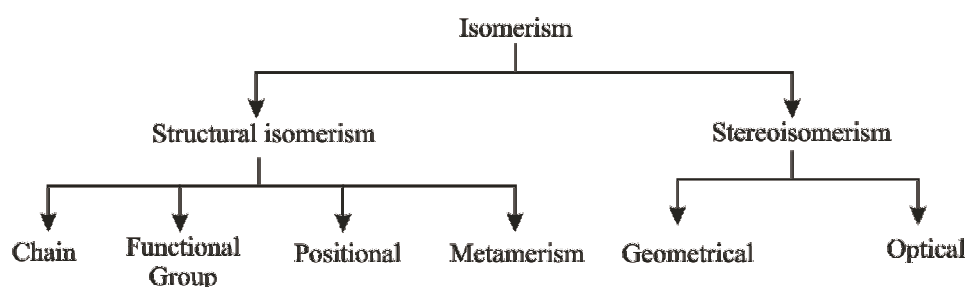 Isomerism
Structural isomerism
Stereoisomerism
Chain
Functional
Group
Positional
Metamerism
Geometrical
Optical